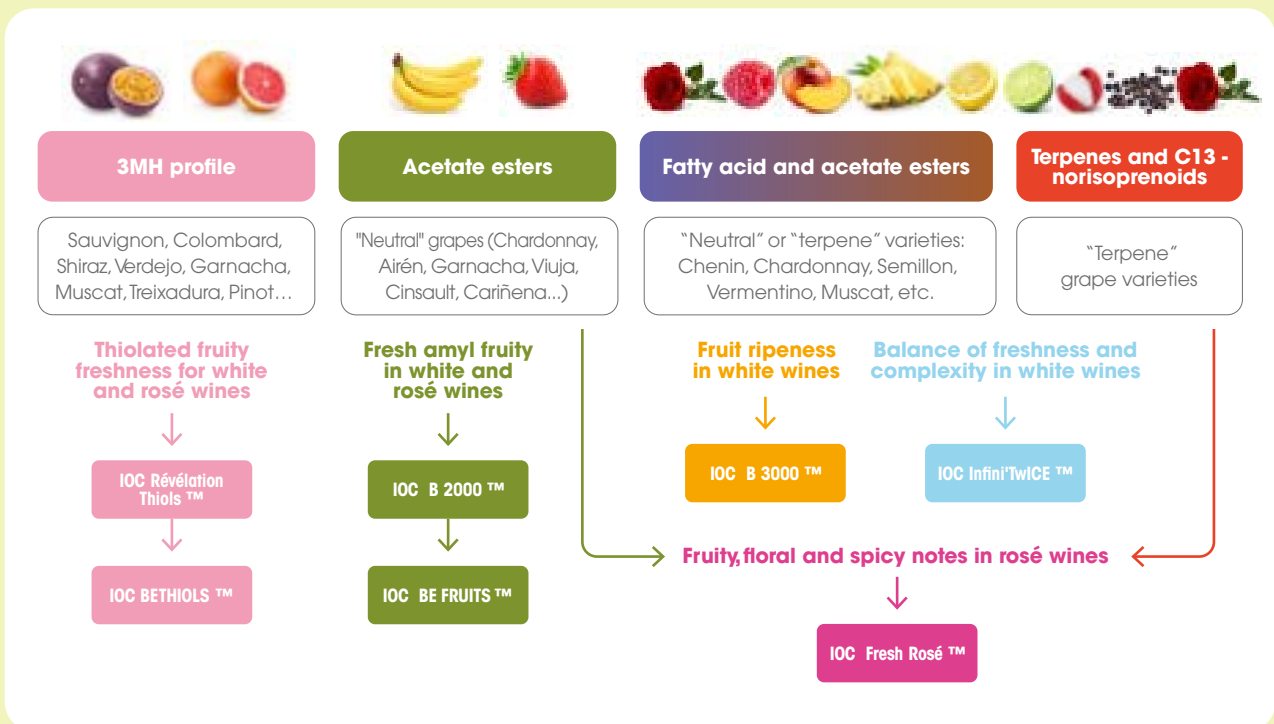 3MH profile
Acetate esters
Fatty acid and acetate esters
Terpenes and C13 -
norisoprenoids
Sauvignon, Colombard,
Shiraz, Verdejo, Garnacha,
Muscat, Treixadura, Pinot…
"Neutral" grapes (Chardonnay,
Airén, Garnacha, Viuja,
Cinsault, Cariñena...)
“Neutral” or “terpene” varieties:
Chenin, Chardonnay, Semillon,
Vermentino, Muscat, etc.
“Terpene”
grape varieties
Thiolated fruity
freshness for white
and rosé wines
Fresh amyl fruity
in white and
rosé wines
Fruit ripeness
in white wines
Balance of freshness and
complexity in white wines
IOC Révélation
Thiols ™
IOC B 2000 ™
IOC B 3000 ™
IOC Infini'TwICE ™
Fruity, floral and spicy notes in rosé wines
IOC BETHIOLS ™
IOC BE FRUITS ™
IOC Fresh Rosé ™